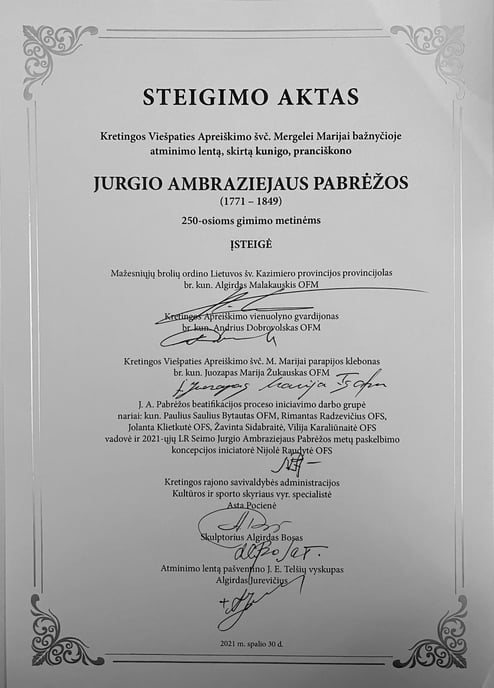 STEIGIMO AKTAS
Kretingos Viešpaties Apreiškimo švč. Mergelei Marijai bažnyčioje
atminimo lentą, skirtą kunigo, pranciškono
JURGIO AMBRAZIEJAUS PABRĖŽOS
(1771 – 1849)
250-osioms gimimo metinėms
ĮSTEIGĖ
Mažesniųjų brolių ordino Lietuvos šv. Kazimiero provincijos provincijolas
br. kun. Algirdas Malakauskis OFM
Kretingos Apreiškimo vienuolyno gvardijonas
br. kun. Andrius Dobrovolskas OFM
Kretingos Viešpaties Apreiškimo švč. M. Marijai parapijos klebonas
br. kun. Juozapas Marija Žukauskas OFM
Juozapas Marija
J. A. Pabrėžos beatifikacijos proceso iniciavimo darbo grupė
nariai: kun. Paulius Saulius Bytautas OFM, Rimantas Radzevičius OFS,
Jolanta Klietkutė OFS, Žavinta Sidabraitė, Vilija Karaliūnaitė OFS
vadovė ir 2021-ųjų LR Seimo Jurgio Ambraziejaus Pabrėžos metų paskelbimo
koncepcijos iniciatorė Nijolė Raudytė OFS
Kretingos rajono savivaldybės administracijos
Kultūros ir sporto skyriaus vyr. specialistė
Asta Pocienė
Skulptorius Algirdas Bosas
Atminimo lentą pašventino J. E. Telšių vyskupas
Algirdas Jurevičius
2021 m. spalio 30 d.